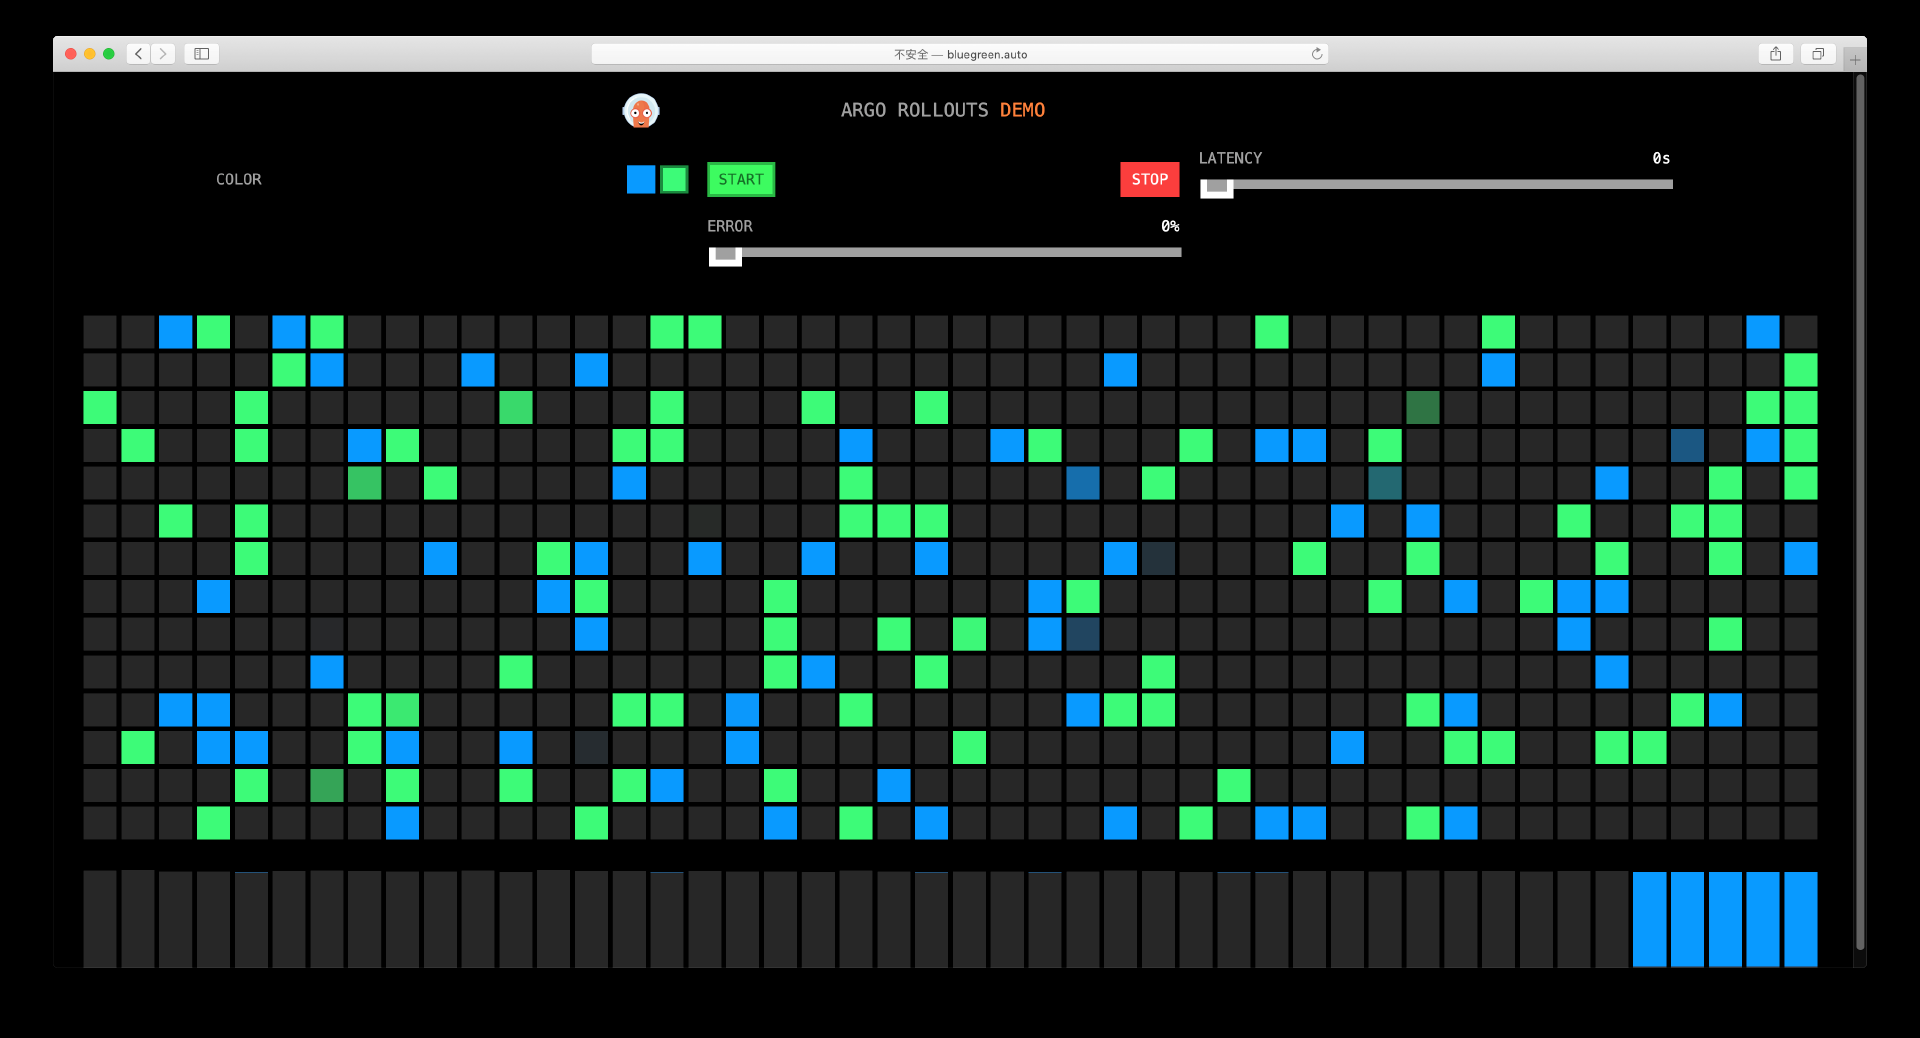 不安全 — bluegreen.auto
ARGO ROLLOUTS DEMO
COLOR
START
STOP
LATENCY 0s
ERROR 0%